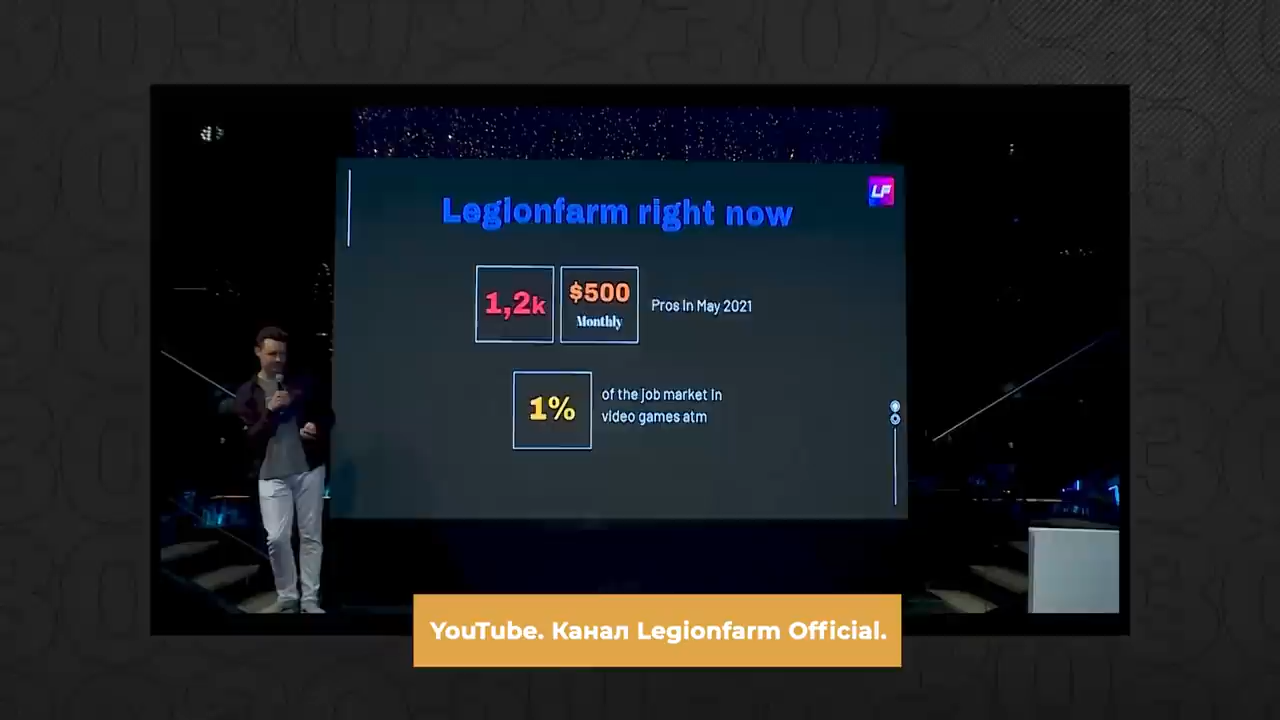 LF
Legionfarm right now
1,2k
$500
Monthly
Pros In May 2021
1%
of the job market in
video games atm
YouTube. Канал Legionfarm Official.